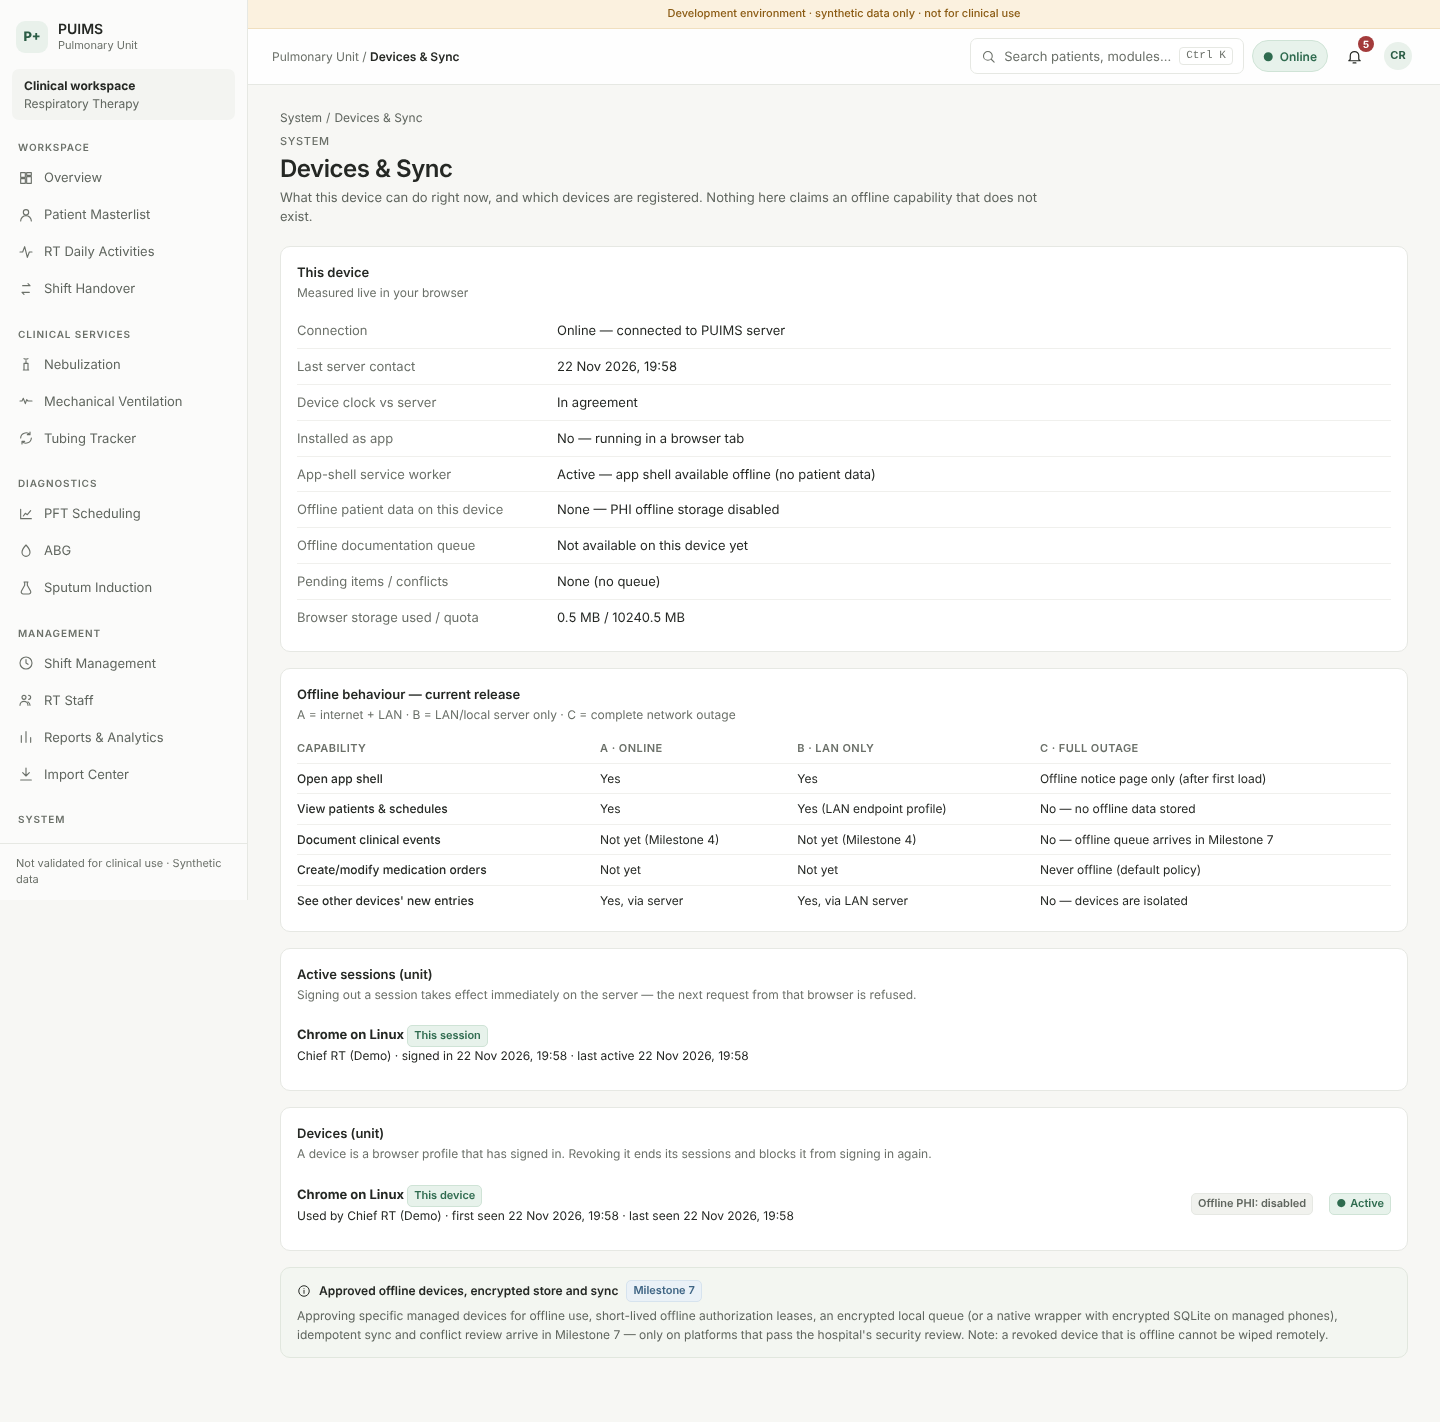 Development environment · synthetic data only · not for clinical use
P+
PUIMS
Pulmonary Unit
Clinical workspace
Respiratory Therapy
WORKSPACE
Overview
Patient Masterlist
RT Daily Activities
Shift Handover
CLINICAL SERVICES
Nebulization
Mechanical Ventilation
Tubing Tracker
DIAGNOSTICS
PFT Scheduling
ABG
Sputum Induction
MANAGEMENT
Shift Management
RT Staff
Reports & Analytics
Import Center
SYSTEM
Not validated for clinical use · Synthetic
data
Pulmonary Unit / Devices & Sync
Search patients, modules... Ctrl K
Online
5
CR
System / Devices & Sync
SYSTEM
Devices & Sync
What this device can do right now, and which devices are registered. Nothing here claims an offline capability that does not
exist.
This device
Measured live in your browser
Connection Online — connected to PUIMS server
Last server contact 22 Nov 2026, 19:58
Device clock vs server In agreement
Installed as app No — running in a browser tab
App-shell service worker Active — app shell available offline (no patient data)
Offline patient data on this device None — PHI offline storage disabled
Offline documentation queue Not available on this device yet
Pending items / conflicts None (no queue)
Browser storage used / quota 0.5 MB / 10240.5 MB
Offline behaviour — current release
A = internet + LAN · B = LAN/local server only · C = complete network outage
CAPABILITY A · ONLINE B · LAN ONLY C · FULL OUTAGE
Open app shell Yes Yes Offline notice page only (after first load)
View patients & schedules Yes Yes (LAN endpoint profile) No — no offline data stored
Document clinical events Not yet (Milestone 4) Not yet (Milestone 4) No — offline queue arrives in Milestone 7
Create/modify medication orders Not yet Not yet Never offline (default policy)
See other devices' new entries Yes, via server Yes, via LAN server No — devices are isolated
Active sessions (unit)
Signing out a session takes effect immediately on the server — the next request from that browser is refused.
Chrome on Linux This session
Chief RT (Demo) · signed in 22 Nov 2026, 19:58 · last active 22 Nov 2026, 19:58
Devices (unit)
A device is a browser profile that has signed in. Revoking it ends its sessions and blocks it from signing in again.
Chrome on Linux This device
Used by Chief RT (Demo) · first seen 22 Nov 2026, 19:58 · last seen 22 Nov 2026, 19:58
Offline PHI: disabled
Active
Approved offline devices, encrypted store and sync Milestone 7
Approving specific managed devices for offline use, short-lived offline authorization leases, an encrypted local queue (or a native wrapper with encrypted SQLite on managed phones),
idempotent sync and conflict review arrive in Milestone 7 — only on platforms that pass the hospital's security review. Note: a revoked device that is offline cannot be wiped remotely.